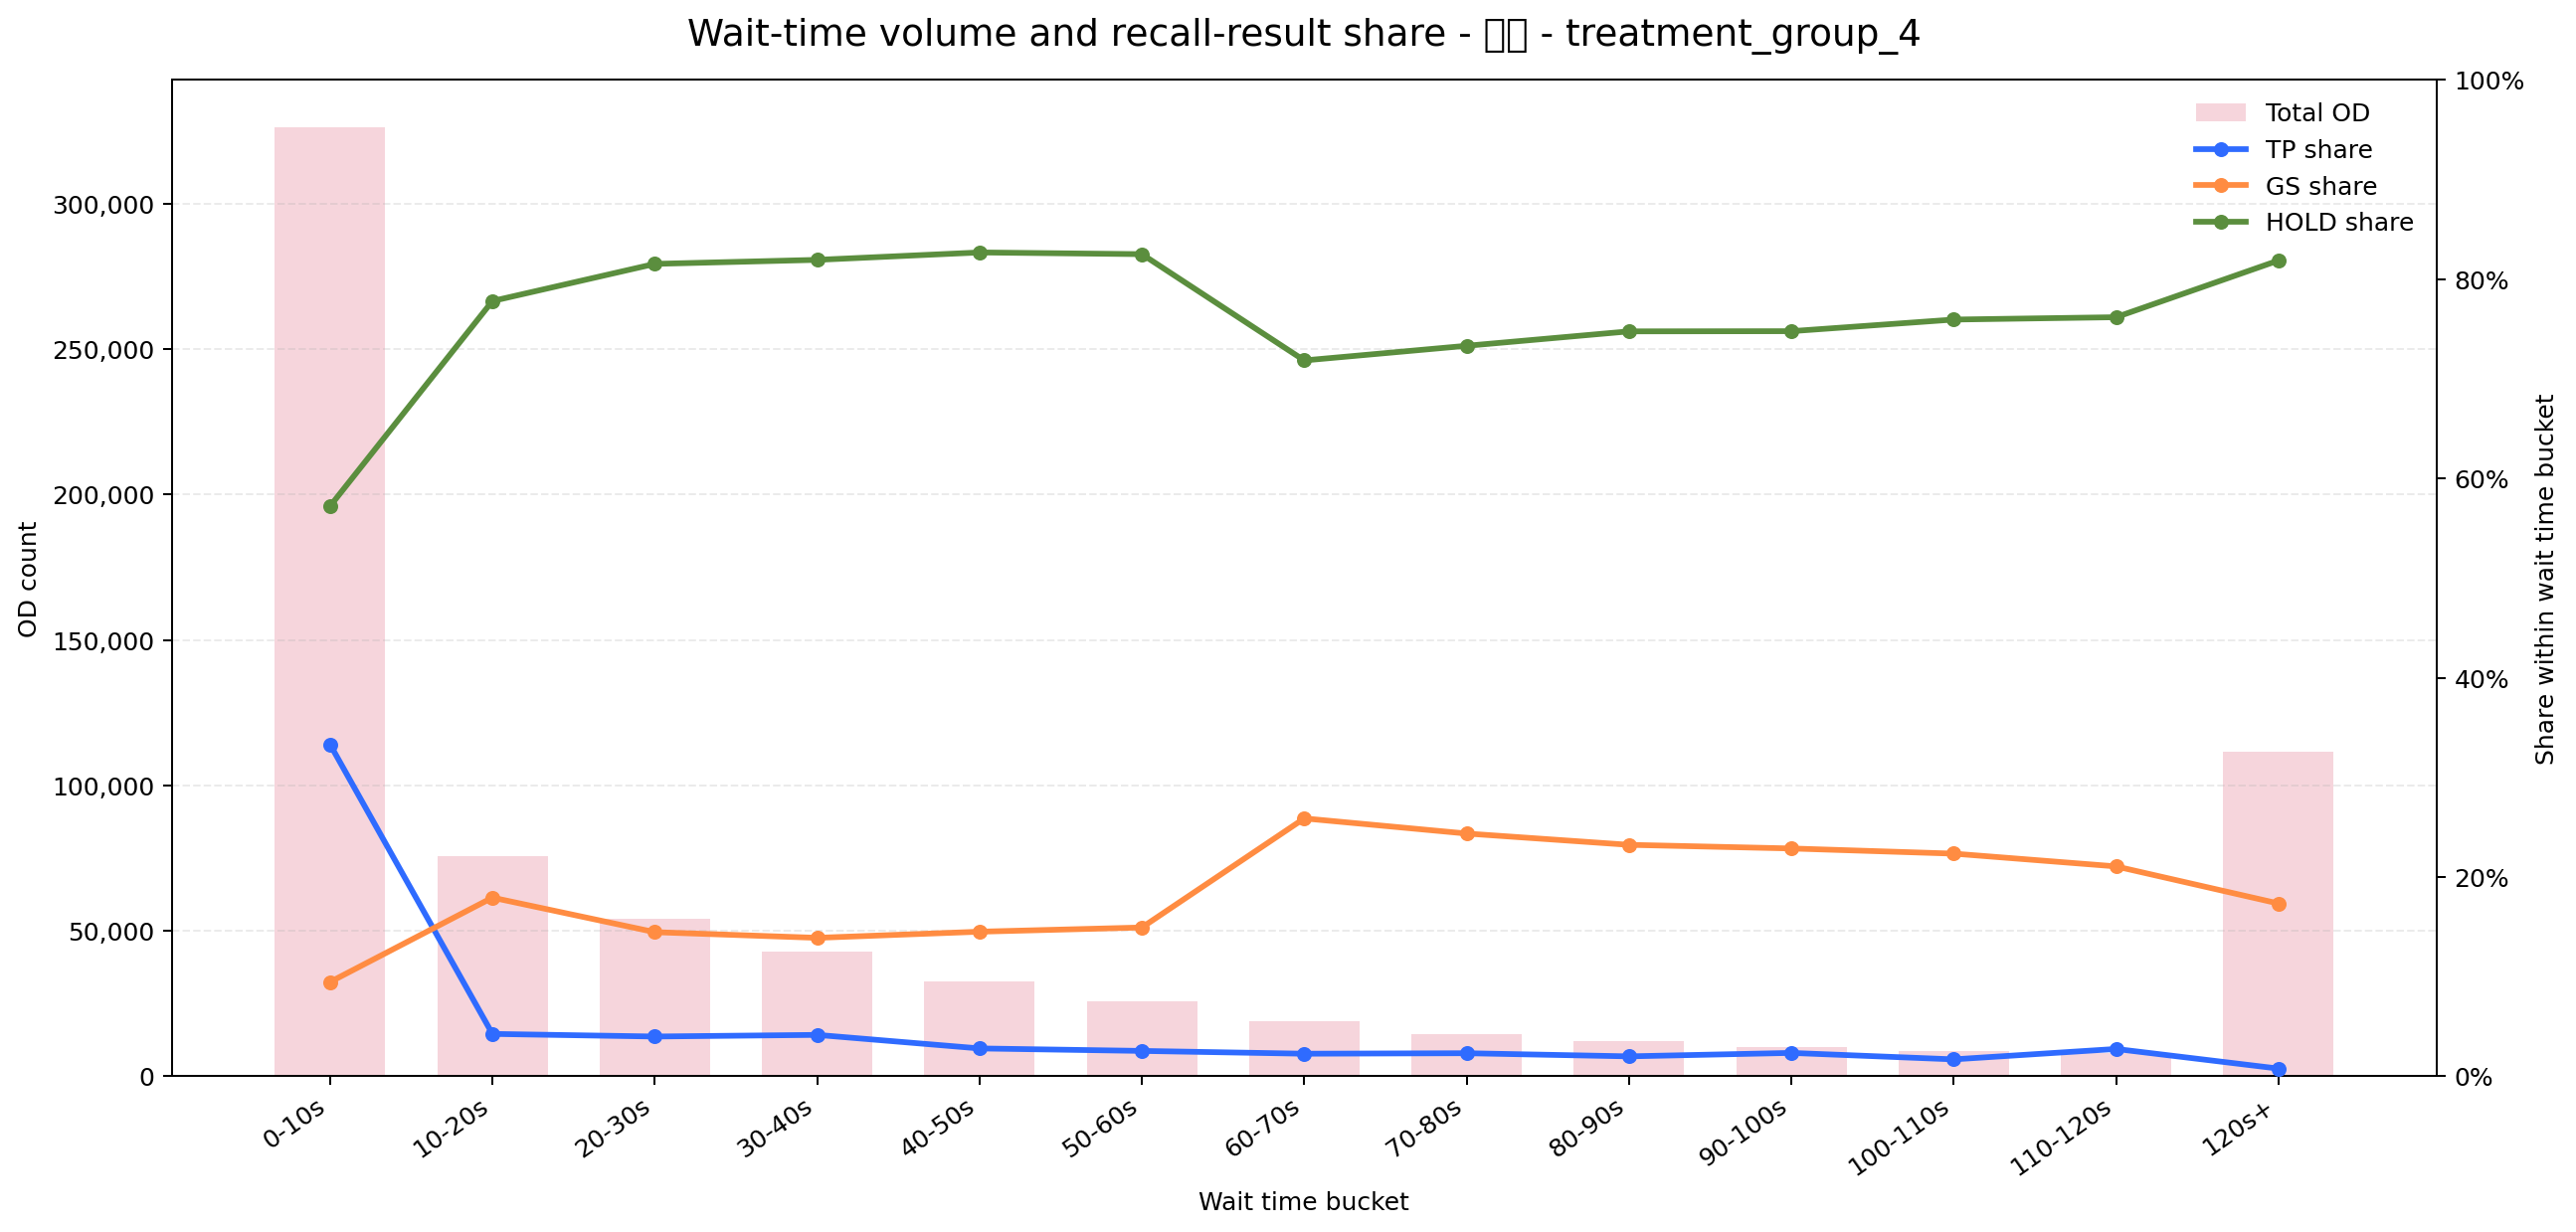 Wait-time volume and recall-result share - - treatment_group_4
Total OD
TP share
GS share
HOLD share
OD count
300,000
250,000
200,000
150,000
100,000
50,000
0
100%
80%
60%
40%
20%
0%
Share within wait time bucket
0-10s
10-20s
20-30s
30-40s
40-50s
50-60s
60-70s
70-80s
80-90s
90-100s
100-110s
110-120s
120s+
Wait time bucket